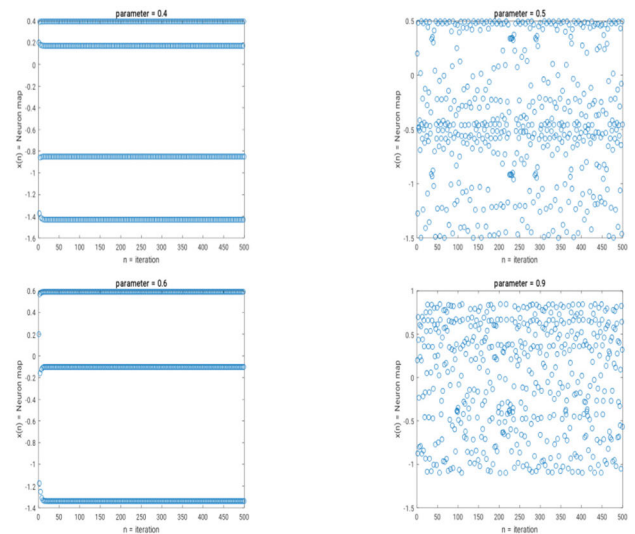 parameter = 0.4
x(n) = Neuron map
0.4
0.2
0
-0.2
-0.4
-0.6
-0.8
-1
-1.2
-1.4
-1.6
0 50 100 150 200 250 300 350 400 450 500
n = iteration
parameter = 0.5
x(n) = Neuron map
0.5
0
-0.5
-1
-1.5
0 50 100 150 200 250 300 350 400 450 500
n = iteration
parameter = 0.6
x(n) = Neuron map
0.6
0.4
0.2
0
-0.2
-0.4
-0.6
-0.8
-1
-1.2
-1.4
0 50 100 150 200 250 300 350 400 450 500
n = iteration
parameter = 0.9
x(n) = Neuron map
1
0.5
0
-0.5
-1
-1.5
0 50 100 150 200 250 300 350 400 450 500
n = iteration